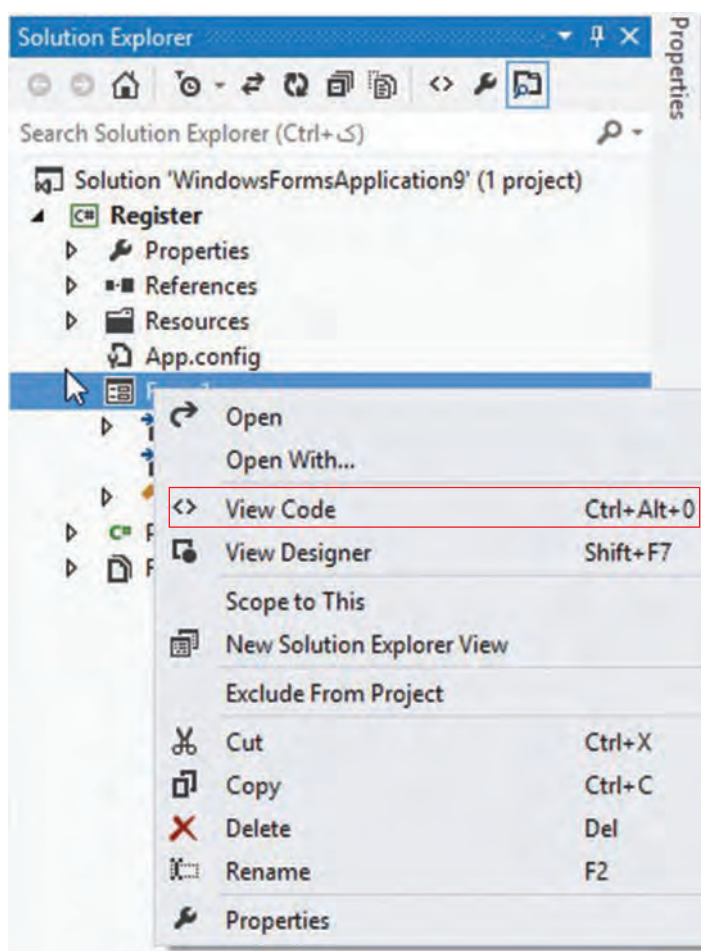 Solution Explorer
Properties
Search Solution Explorer (Ctrl+ک)
Solution 'WindowsFormsApplication9' (1 project)
C# Register
Properties
References
Resources
App.config
Open
Open With...
View Code Ctrl+Alt+0
View Designer Shift+F7
C#
Scope to This
New Solution Explorer View
Exclude From Project
Cut Ctrl+X
Copy Ctrl+C
Delete Del
Rename F2
Properties